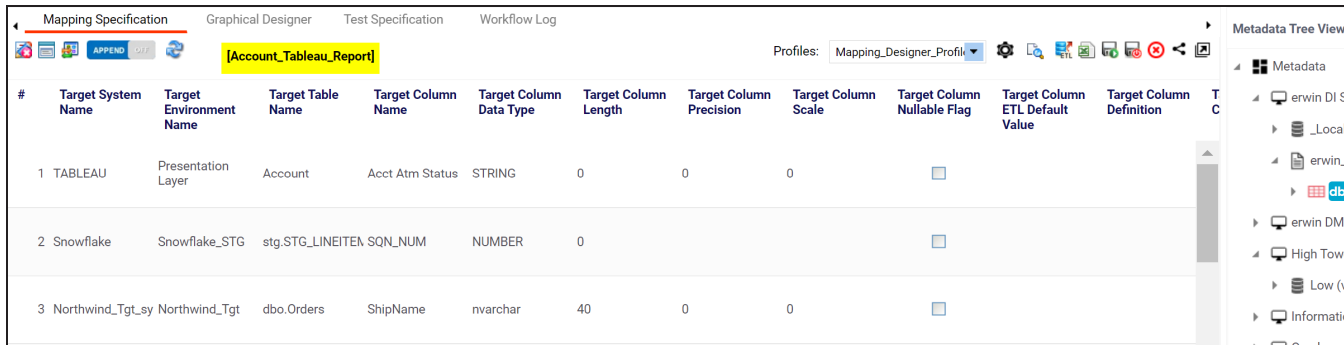 Mapping Specification Graphical Designer Test Specification Workflow Log
Metadata Tree View
APPEND OFF [Account_Tableau_Report] Profiles: Mapping_Designer_Profil ETL
Metadata
# Target System Name Target Environment Name Target Table Name Target Column Name Target Column Data Type Target Column Length Target Column Precision Target Column Scale Target Column Nullable Flag Target Column ETL Default Value Target Column Definition
erwin DI S
_Loca
1 TABLEAU Presentation Layer Account Acct Atm Status STRING 0 0 0
erwin_
db
2 Snowflake Snowflake_STG stg.STG_LINEITEM SQN_NUM NUMBER 0
erwin DM
High Tow
Low (v
3 Northwind_Tgt_sy Northwind_Tgt dbo.Orders ShipName nvarchar 40 0 0
Informati